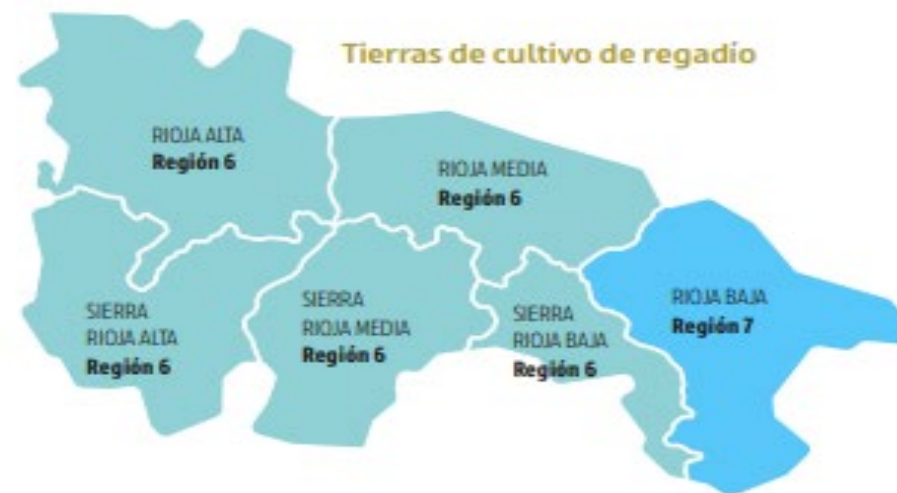 Tierras de cultivo de regadío
RIOJA ALTA
Región 6
RIOJA MEDIA
Región 6
SIERRA
RIOJA ALTA
Región 6
SIERRA
RIOJA MEDIA
Región 6
SIERRA
RIOJA BAJA
Región 6
RIOJA BAJA
Región 7